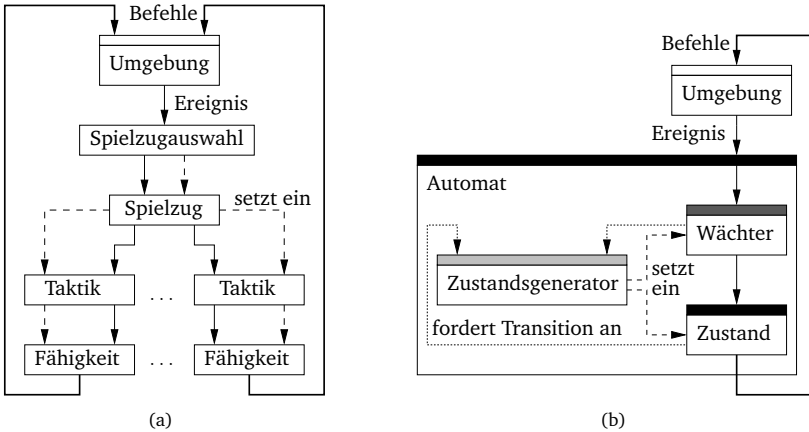 Befehle
Umgebung
Ereignis
Spielzugauswahl
Spielzug
setzt ein
Taktik
...
Taktik
Fähigkeit
...
Fähigkeit
(a)
Befehle
Umgebung
Ereignis
Automat
Wächter
Zustandsgenerator
setzt
ein
fordert Transition an
Zustand
(b)